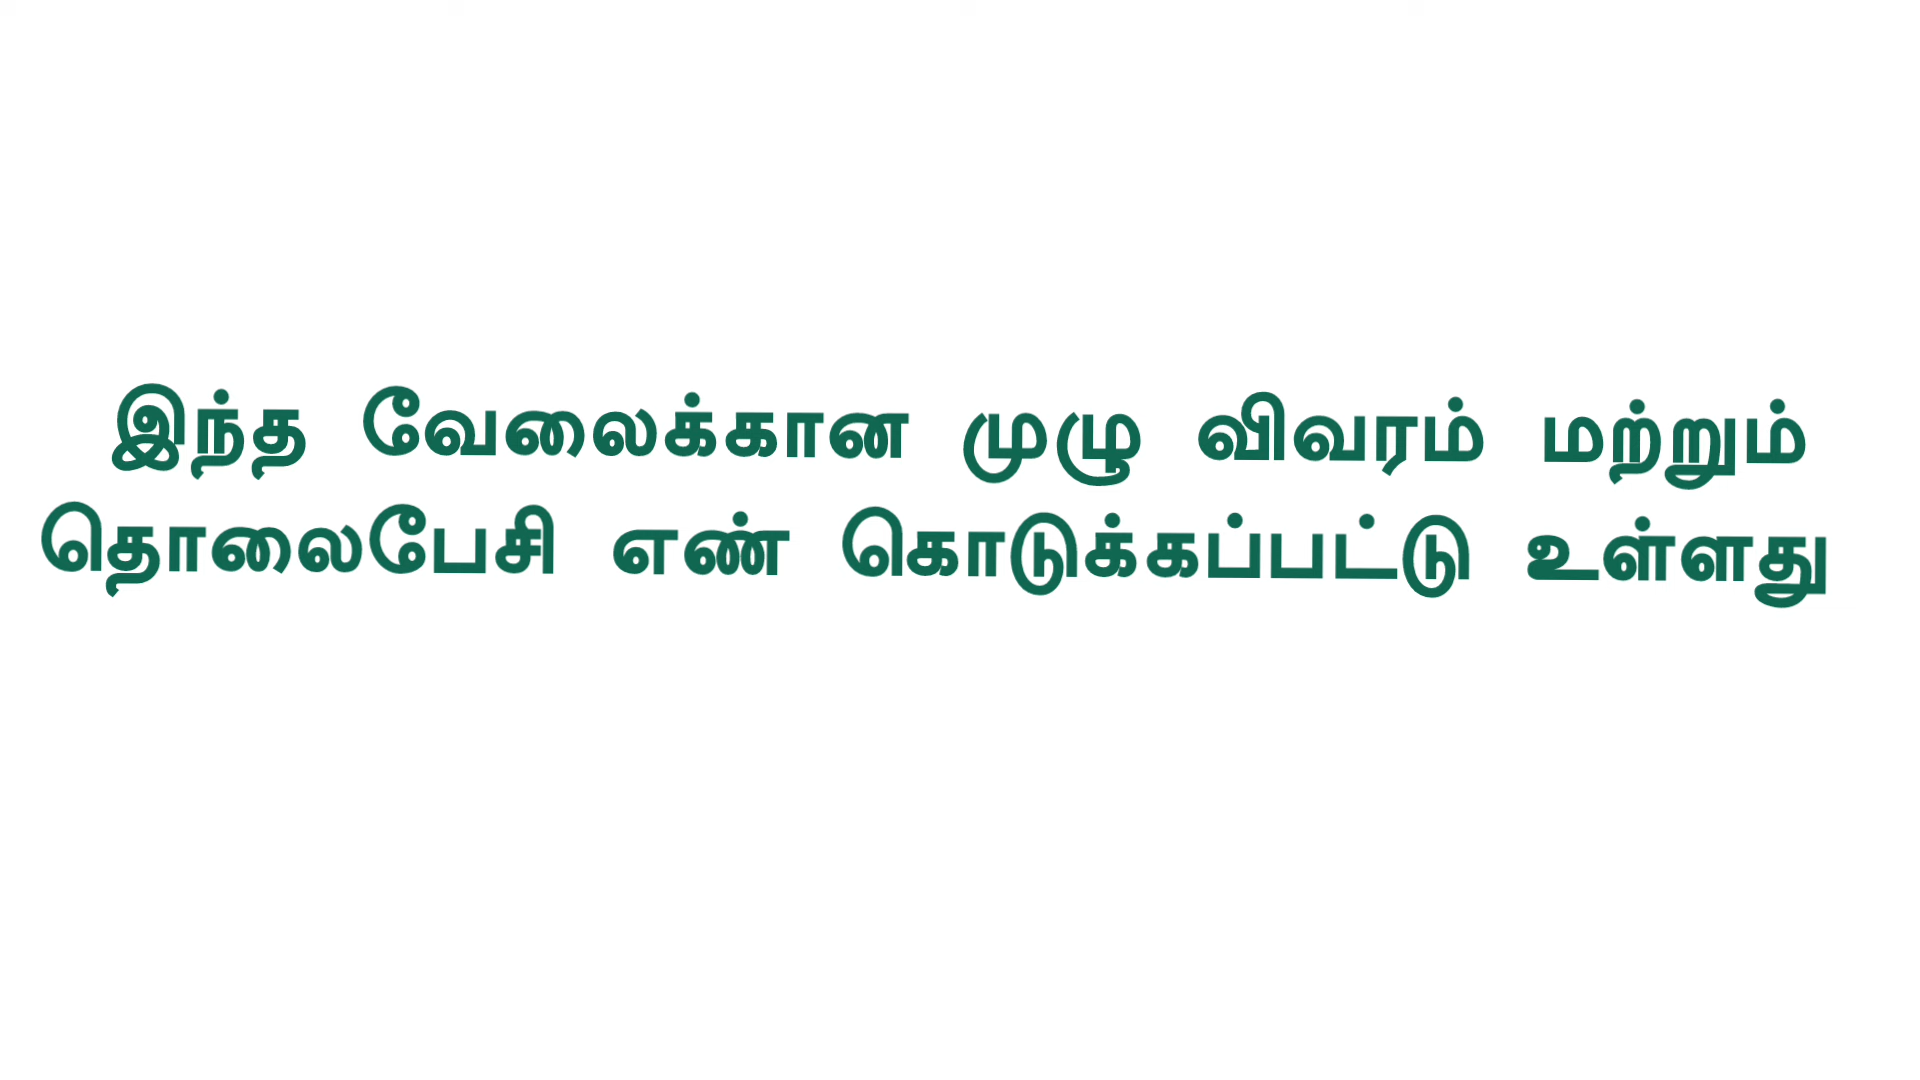 இந்த வேலைக்கான முழு விவரம் மற்றும்
தொலைபேசி எண் கொடுக்கப்பட்டு உள்ளது